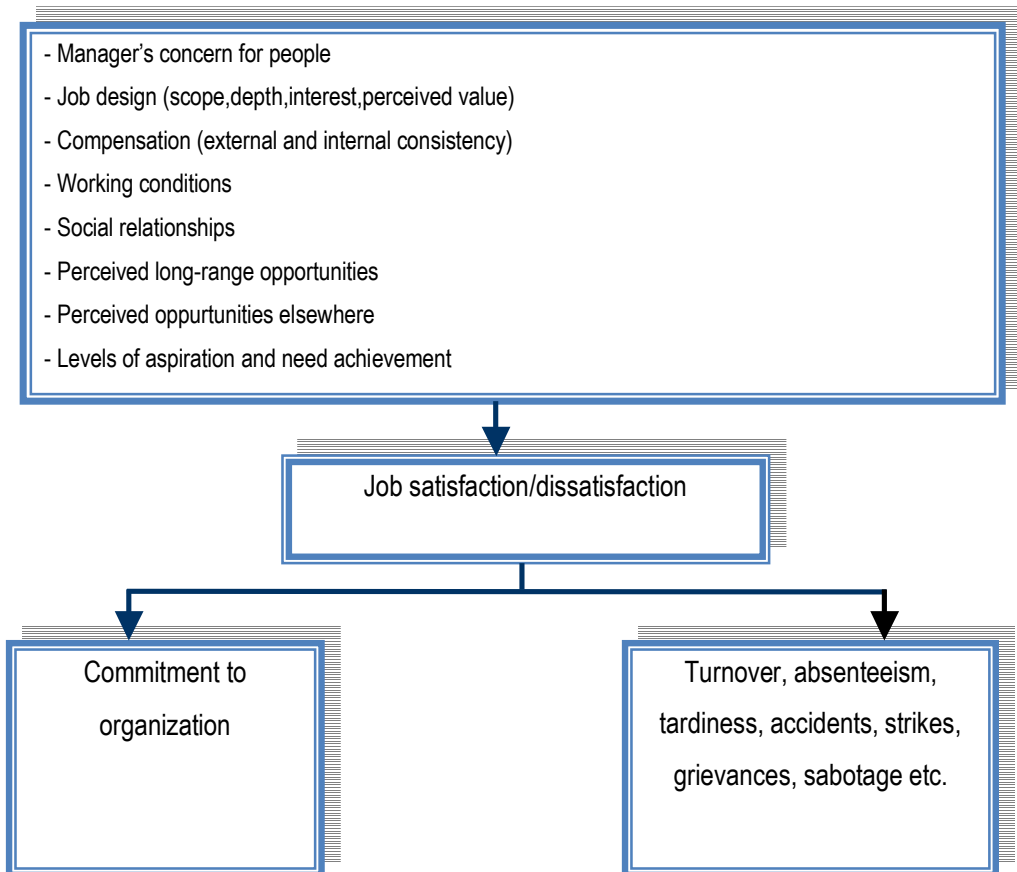 - Manager’s concern for people
- Job design (scope,depth,interest,perceived value)
- Compensation (external and internal consistency)
- Working conditions
- Social relationships
- Perceived long-range opportunities
- Perceived oppurtunities elsewhere
- Levels of aspiration and need achievement
Job satisfaction/dissatisfaction
Commitment to
organization
Turnover, absenteeism,
tardiness, accidents, strikes,
grievances, sabotage etc.